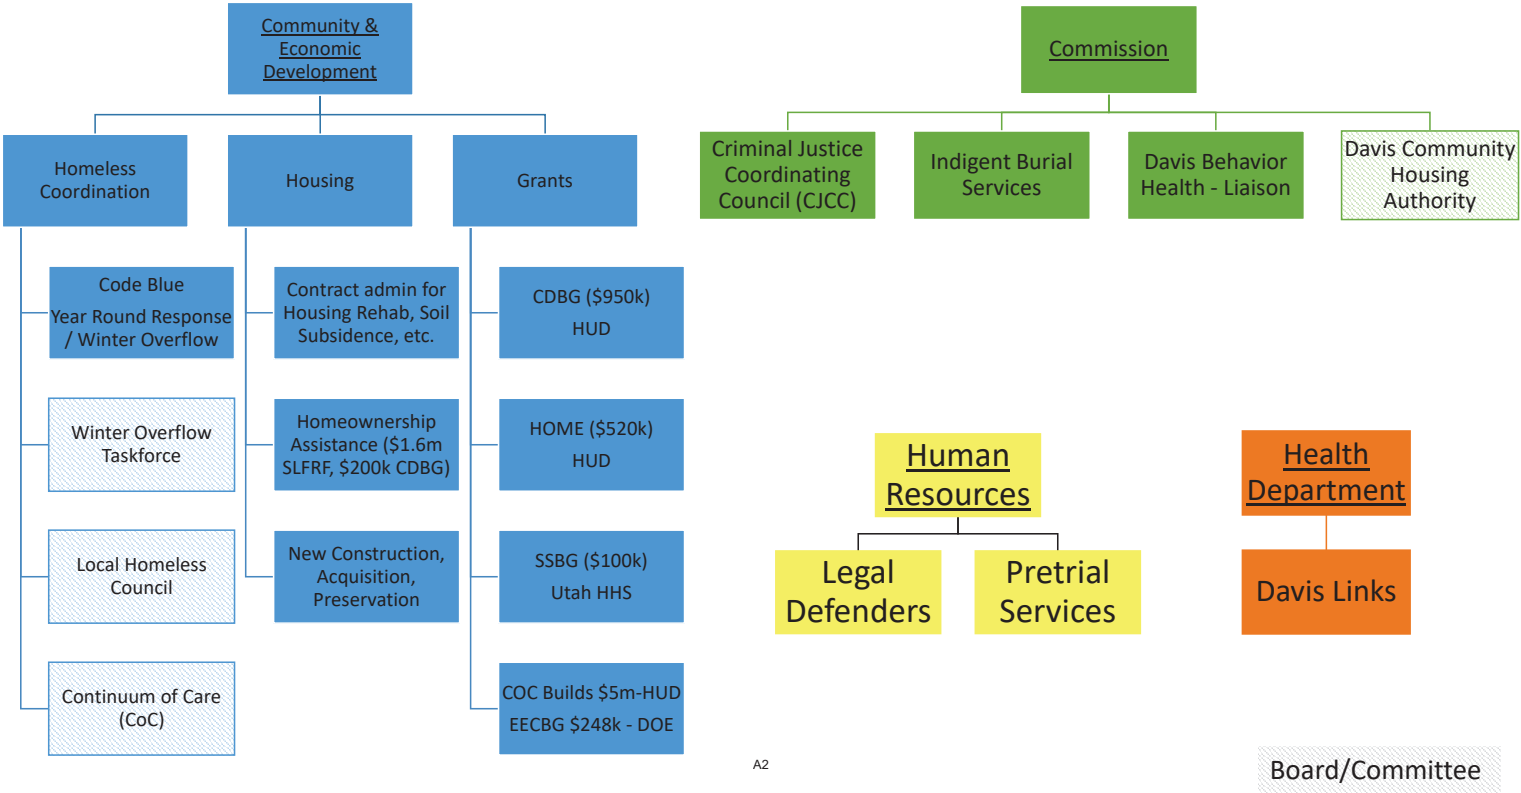 Community &
Economic
Development
Homeless
Coordination
Housing
Grants
Code Blue
Year Round Response
/ Winter Overflow
Winter Overflow
Taskforce
Local Homeless
Council
Continuum of Care
(CoC)
Contract admin for
Housing Rehab, Soil
Subsidence, etc.
Homeownership
Assistance ($1.6m
SLFRF, $200k CDBG)
New Construction,
Acquisition,
Preservation
CDBG ($950k)
HUD
HOME ($520k)
HUD
SSBG ($100k)
Utah HHS
COC Builds $5m-HUD
EECBG $248k - DOE
Commission
Criminal Justice
Coordinating
Council (CJCC)
Indigent Burial
Services
Davis Behavior
Health - Liaison
Davis Community
Housing
Authority
Human
Resources
Legal
Defenders
Pretrial
Services
Health
Department
Davis Links
A2
Board/Committee